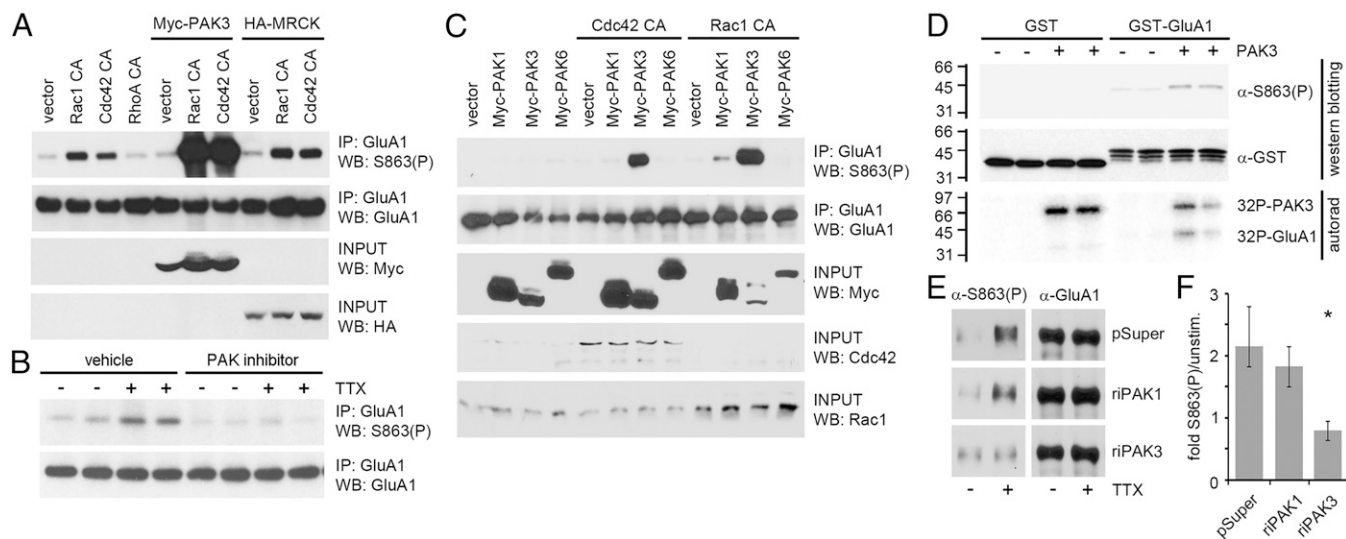 A
Myc-PAK3 HA-MRCK
vector
Rac1 CA
Cdc42 CA
RhoA CA
vector
Rac1 CA
Cdc42 CA
vector
Rac1 CA
Cdc42 CA
IP: GluA1
WB: S863(P)
IP: GluA1
WB: GluA1
INPUT
WB: Myc
INPUT
WB: HA
B
vehicle PAK inhibitor
- - + + - - + + TTX
IP: GluA1
WB: S863(P)
IP: GluA1
WB: GluA1
C
Cdc42 CA Rac1 CA
vector
Myc-PAK1
Myc-PAK3
Myc-PAK6
vector
Myc-PAK1
Myc-PAK3
Myc-PAK6
vector
Myc-PAK1
Myc-PAK3
Myc-PAK6
IP: GluA1
WB: S863(P)
IP: GluA1
WB: GluA1
INPUT
WB: Myc
INPUT
WB: Cdc42
INPUT
WB: Rac1
D
GST GST-GluA1
- - + + - - + + PAK3
66
45
31
α-S863(P)
66
45
31
α-GST
western blotting
97
66
45
31
32P-PAK3
32P-GluA1
autorad
E
α-S863(P) α-GluA1
pSuper
riPAK1
riPAK3
- + - + TTX
F
fold S863(P)/unstim.
3
2
1
0
*
pSuper
riPAK1
riPAK3